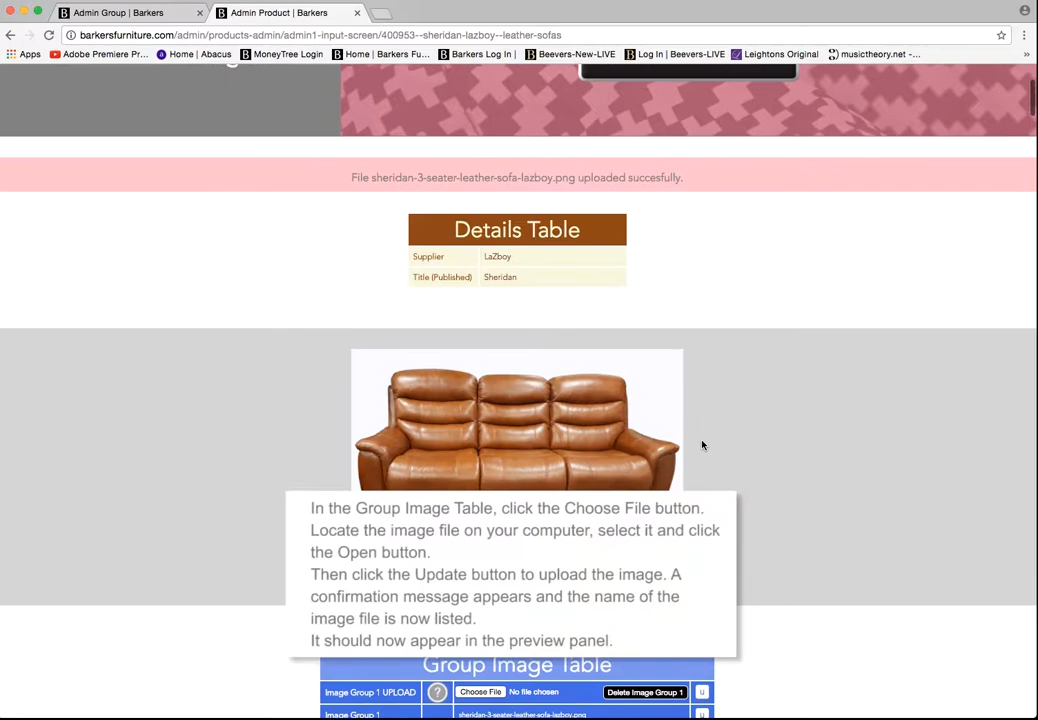 Admin Group | Barkers
Admin Product | Barkers
barkersfurniture.com/admin/products-admin/admin1-input-screen/400953--sheridan-lazboy--leather-sofas
Apps Adobe Premiere Pr... Home | Abacus MoneyTree Login Home | Barkers Fu... Barkers Log In | Beevers-New-LIVE Log In | Beevers-LIVE Leightons Original musictheory.net -... »
File sheridan-3-seater-leather-sofa-lazboy.png uploaded succesfully.
Details Table
Supplier LaZboy
Title (Published) Sheridan
In the Group Image Table, click the Choose File button.
Locate the image file on your computer, select it and click
the Open button.
Then click the Update button to upload the image. A
confirmation message appears and the name of the
image file is now listed.
It should now appear in the preview panel.
Group Image Table
Image Group 1 UPLOAD ? Choose File No file chosen Delete Image Group 1 u
Image Group 1 sheridan-3-seater-leather-sofa-lazboy.png u